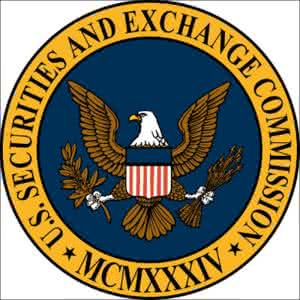 U.S. SECURITIES AND EXCHANGE COMMISSION
MCMXXXIV